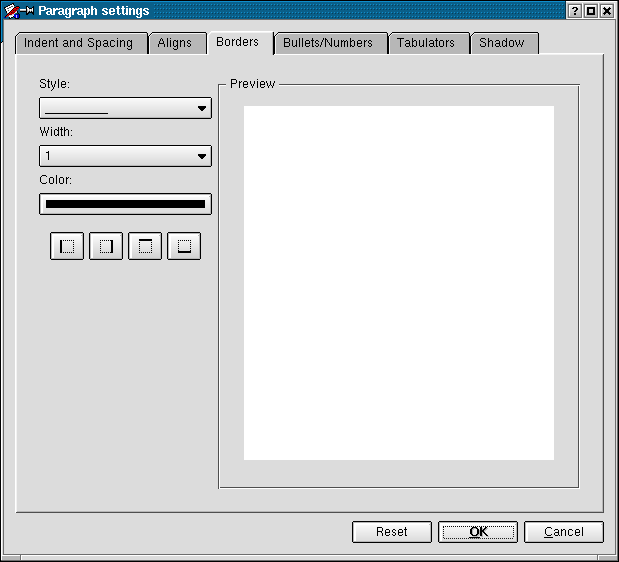 Paragraph settings
Indent and Spacing Aligns Borders Bullets/Numbers Tabulators Shadow
Style:
Preview
Width:
1
Color:
Reset OK Cancel